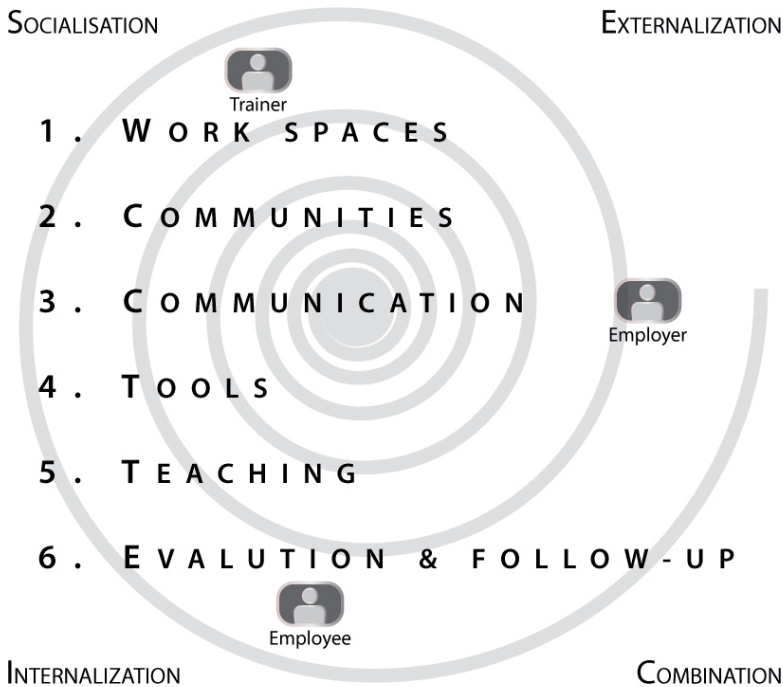 SOCIALISATION EXTERNALIZATION
Trainer
1. WORK SPACES
2. COMMUNITIES
3. COMMUNICATION
Employer
4. TOOLS
5. TEACHING
6. EVALUTION & FOLLOW-UP
Employee
INTERNALIZATION COMBINATION